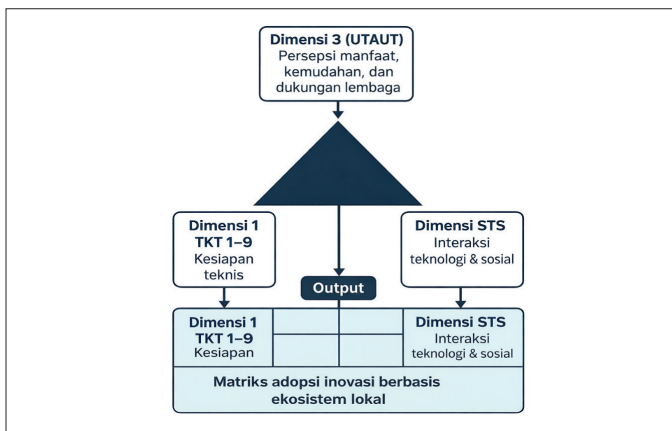 Dimensi 3 (UTAUT)
Persepsi manfaat,
kemudahan, dan
dukungan lembaga
Dimensi 1
TKT 1–9
Kesiapan
teknis
Dimensi STS
Interaksi
teknologi & sosial
Output
Dimensi 1
TKT 1–9
Kesiapan
Dimensi STS
Interaksi
teknologi & sosial
Matriks adopsi inovasi berbasis
ekosistem lokal